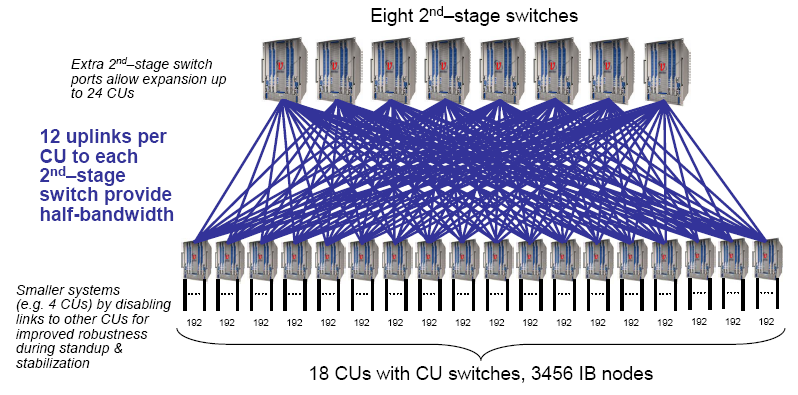 Eight 2nd–stage switches
Extra 2nd–stage switch
ports allow expansion up
to 24 CUs
12 uplinks per
CU to each
2nd–stage
switch provide
half-bandwidth
Smaller systems
(e.g. 4 CUs) by disabling
links to other CUs for
improved robustness
during standup &
stabilization
192 192 192 192 192 192 192 192 192 192 192 192 192 192 192 192 192 192
18 CUs with CU switches, 3456 IB nodes